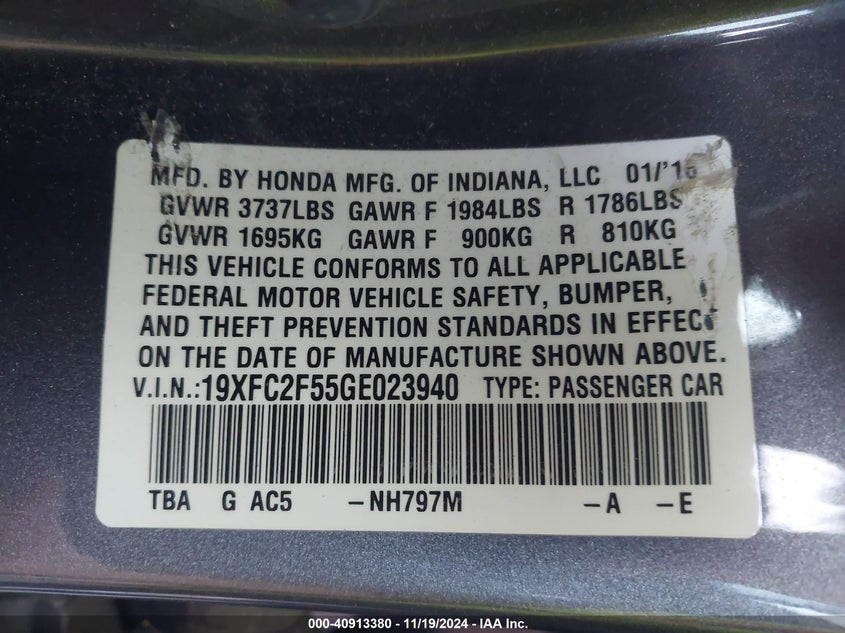 MFD. BY HONDA MFG. OF INDIANA, LLC 01/'16
GVWR 3737LBS GAWR F 1984LBS R 1786LBS
GVWR 1695KG GAWR F 900KG R 810KG
THIS VEHICLE CONFORMS TO ALL APPLICABLE
FEDERAL MOTOR VEHICLE SAFETY, BUMPER,
AND THEFT PREVENTION STANDARDS IN EFFECT
ON THE DATE OF MANUFACTURE SHOWN ABOVE.
V.I.N.:19XFC2F55GE023940 TYPE: PASSENGER CAR
TBA G AC5 –NH797M –A –E
000-40913380 - 11/19/2024 - IAA Inc.